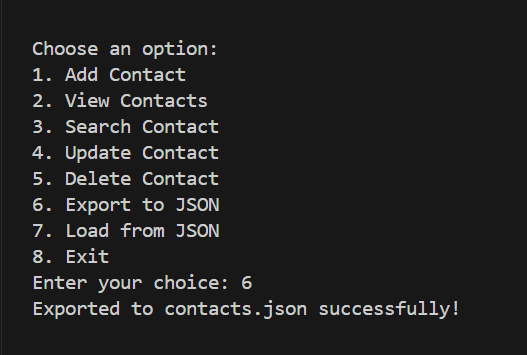 Choose an option:
1. Add Contact
2. View Contacts
3. Search Contact
4. Update Contact
5. Delete Contact
6. Export to JSON
7. Load from JSON
8. Exit
Enter your choice: 6
Exported to contacts.json successfully!